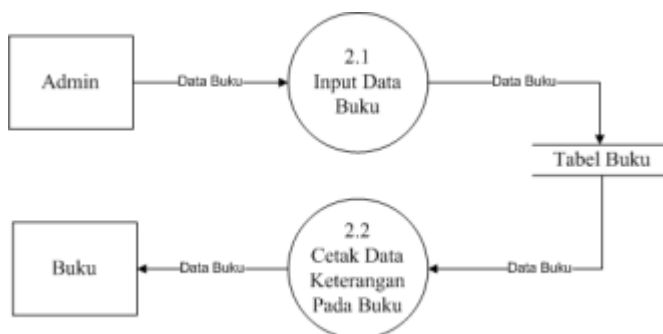 2.1
Admin
Data Buku
Input Data
Data Buku
Buku
Tabel Buku
2.2
Buku
Data Buku
Cetak Data
Data Buku
Keterangan
Pada Buku